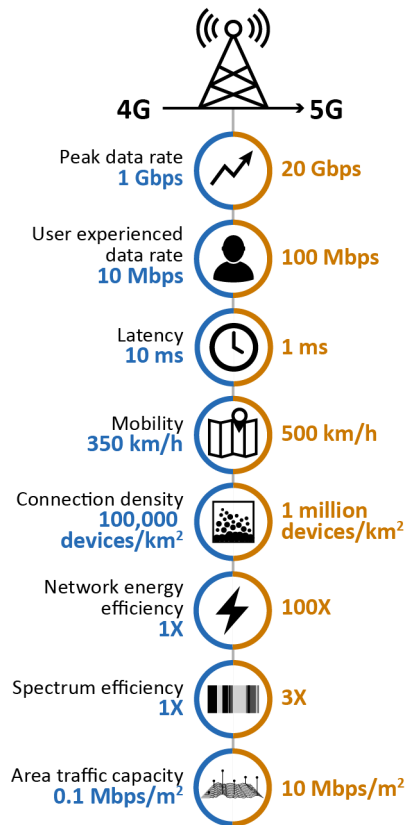 4G 5G
Peak data rate
1 Gbps
20 Gbps
User experienced
data rate
10 Mbps
100 Mbps
Latency
10 ms
1 ms
Mobility
350 km/h
500 km/h
Connection density
100,000
devices/km²
1 million
devices/km²
Network energy
efficiency
1X
100X
Spectrum efficiency
1X
3X
Area traffic capacity
0.1 Mbps/m²
10 Mbps/m²